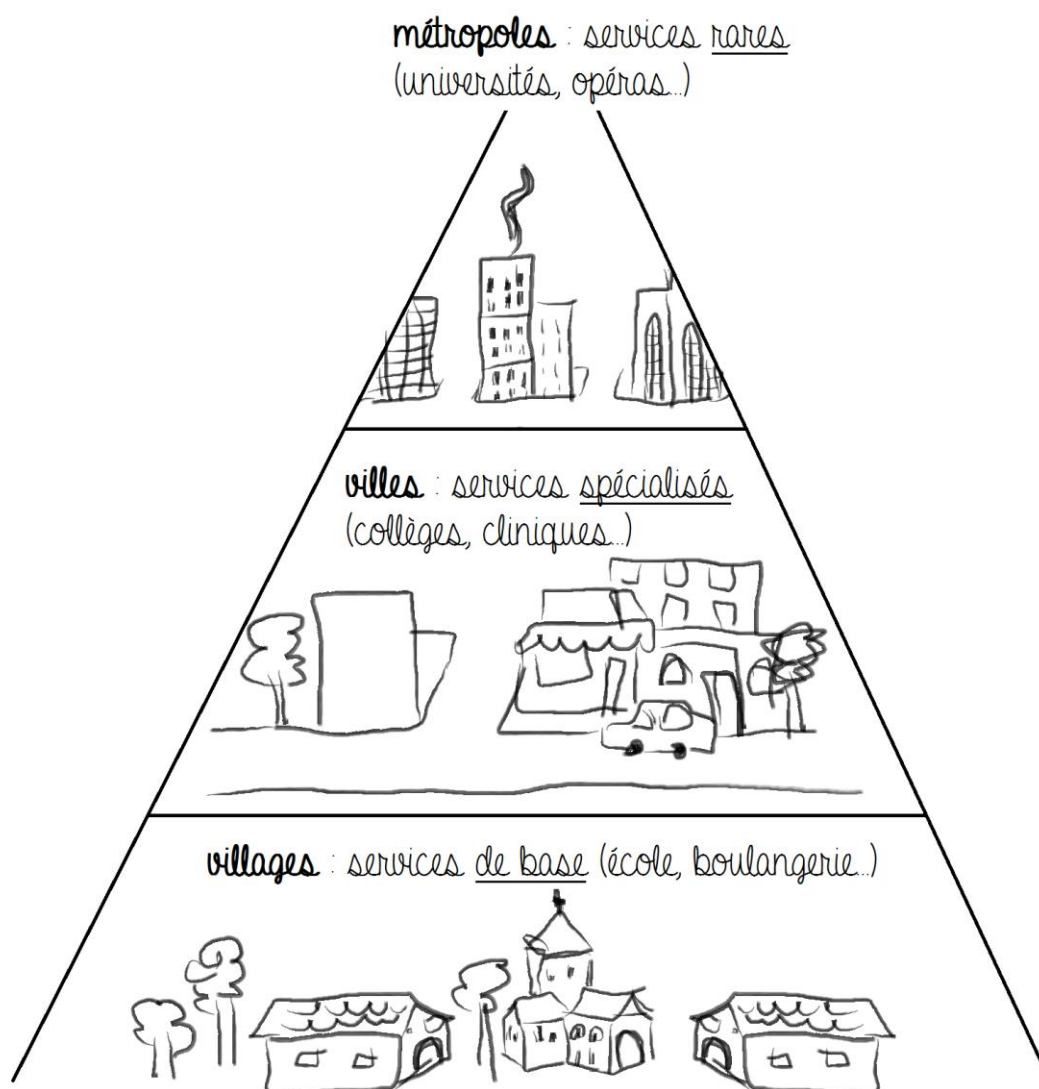 métropoles : services rares
(universités, opéras...)
villes : services spécialisés
(collèges, cliniques...)
villages : services de base (école, boulangerie...)